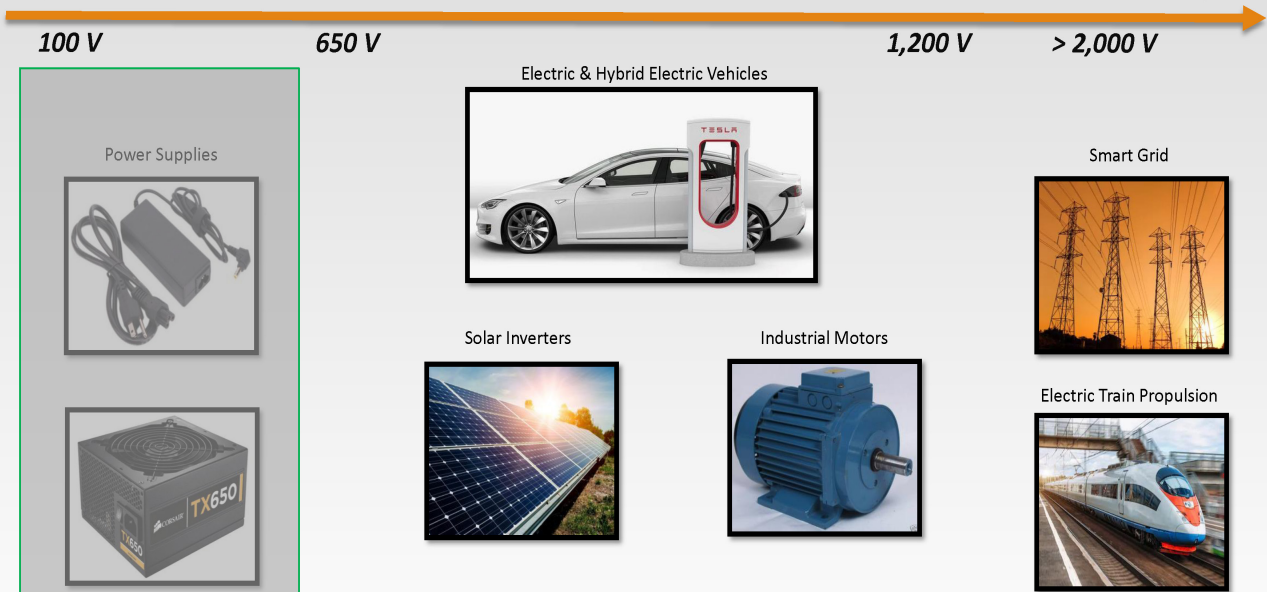 100 V
650 V
1,200 V
> 2,000 V
Electric & Hybrid Electric Vehicles
TESLA
Power Supplies
Smart Grid
Solar Inverters
Industrial Motors
Electric Train Propulsion
CORSAIR
TX650
TX650